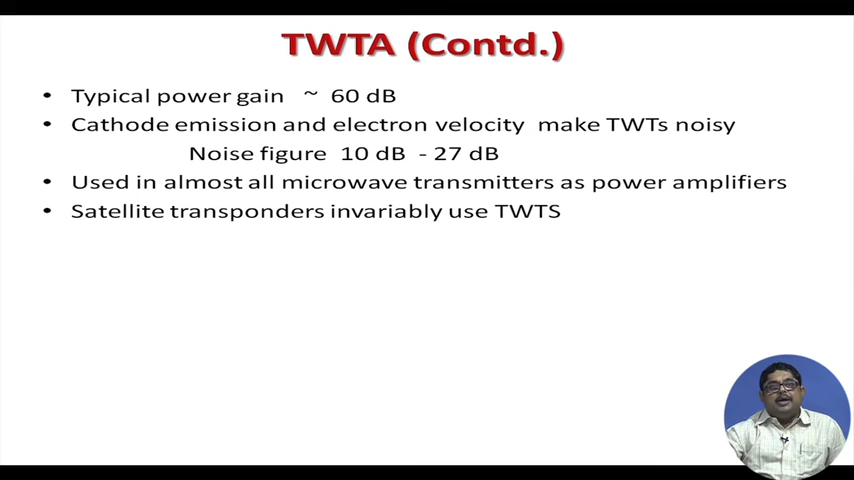 TWTA (Contd.)
• Typical power gain ~ 60 dB
• Cathode emission and electron velocity make TWTs noisy
Noise figure 10 dB - 27 dB
• Used in almost all microwave transmitters as power amplifiers
• Satellite transponders invariably use TWTS